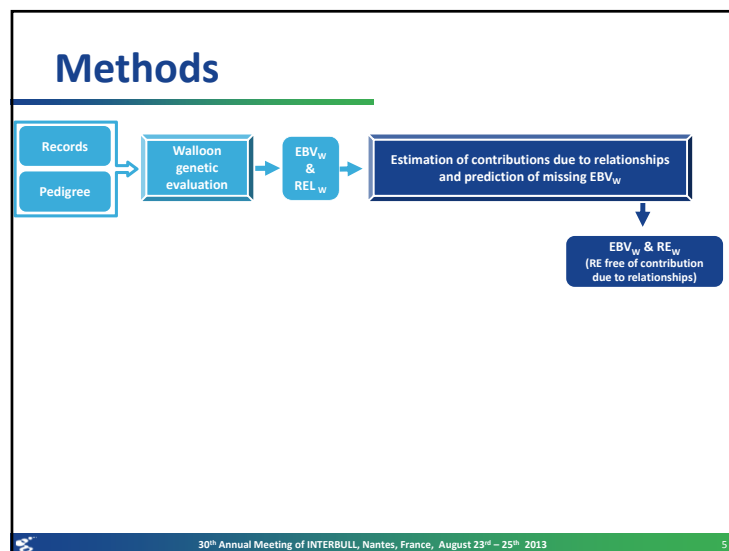 Methods
Records
Pedigree
Walloon
genetic
evaluation
EBVW
&
RELW
Estimation of contributions due to relationships
and prediction of missing EBVW
EBVW & REW
(RE free of contribution
due to relationships)
30th Annual Meeting of INTERBULL, Nantes, France, August 23rd – 25th 2013
5